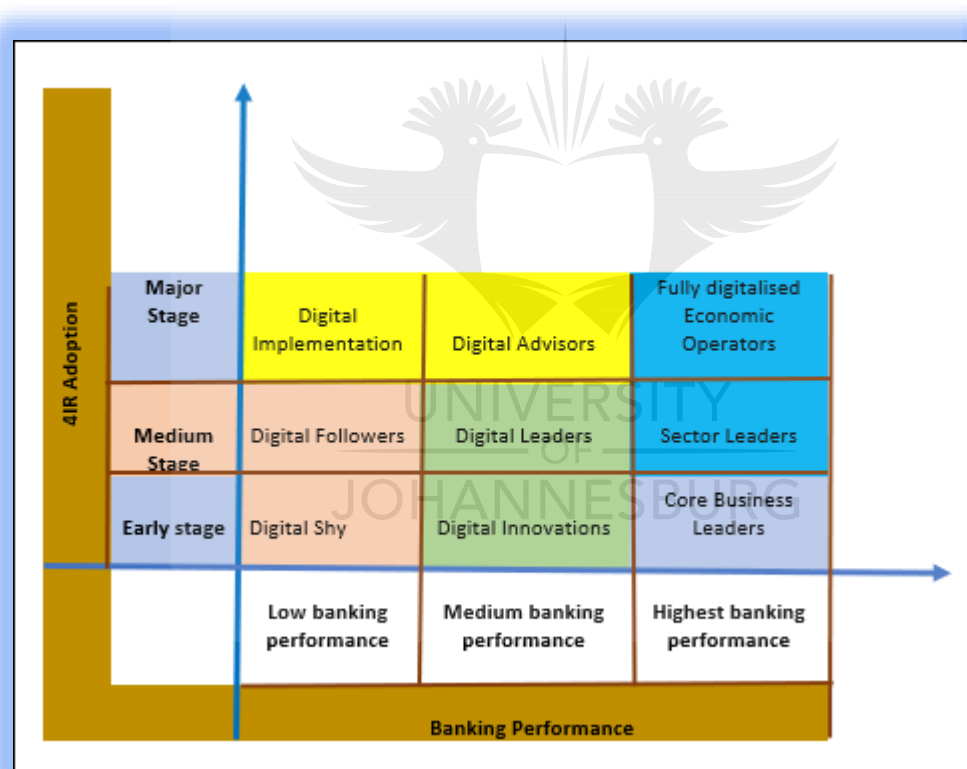 4IR Adoption
Major
Stage
Digital
Implementation
Digital Advisors
Fully digitalised
Economic
Operators
Medium
Stage
Digital Followers
Digital Leaders
Sector Leaders
Early stage
Digital Shy
Digital Innovations
Core Business
Leaders
UNIVERSITY
OF
JOHANNESBURG
Low banking
performance
Medium banking
performance
Highest banking
performance
Banking Performance